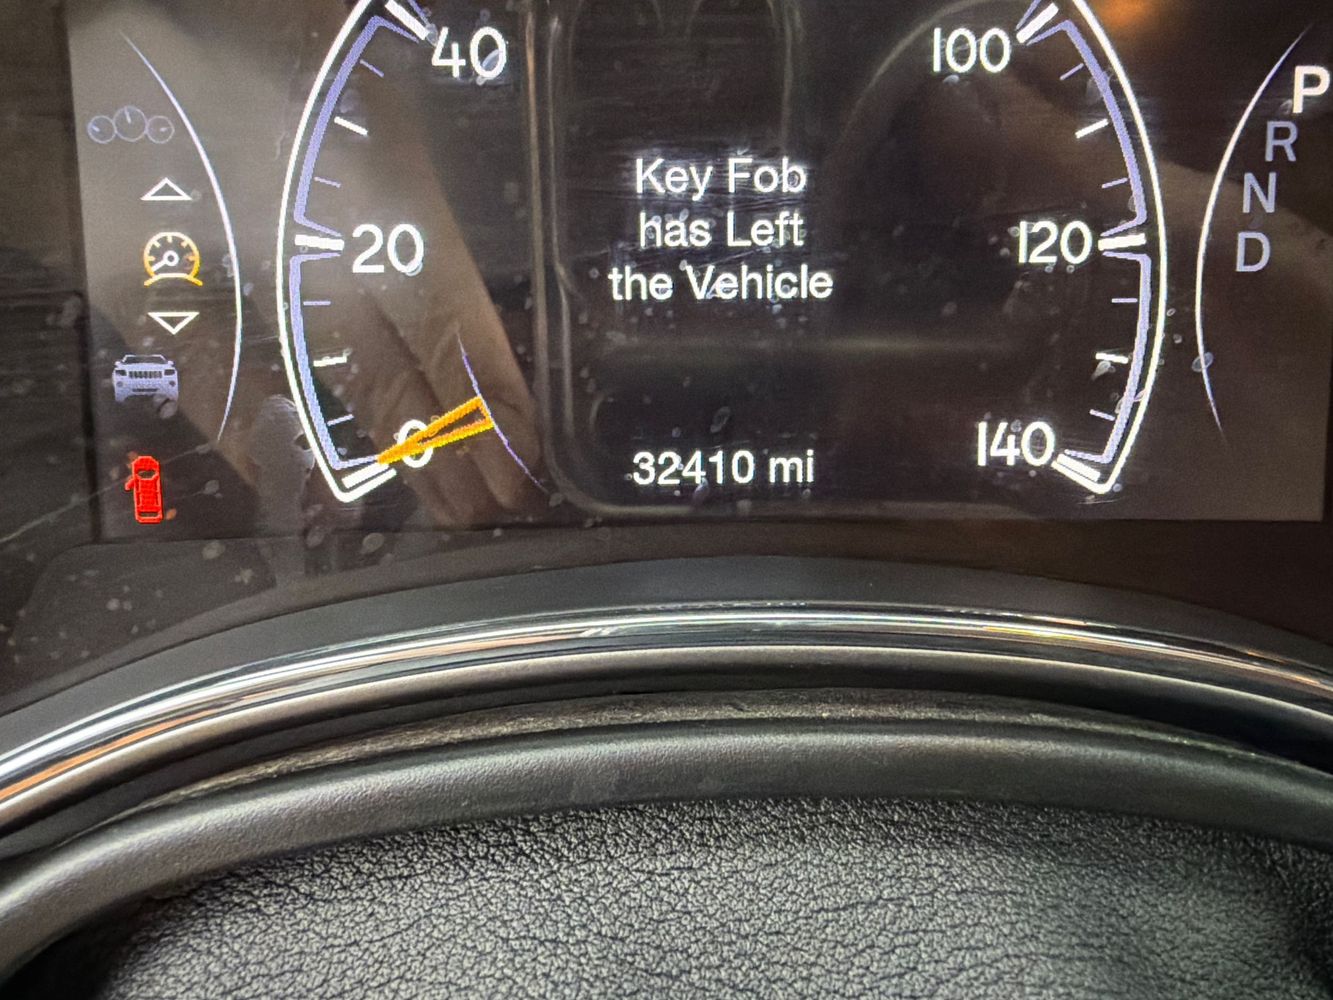 40
100
P
R
Key Fob
N
has Left
20
120
D
the Vehicle
0
140
32410 mi